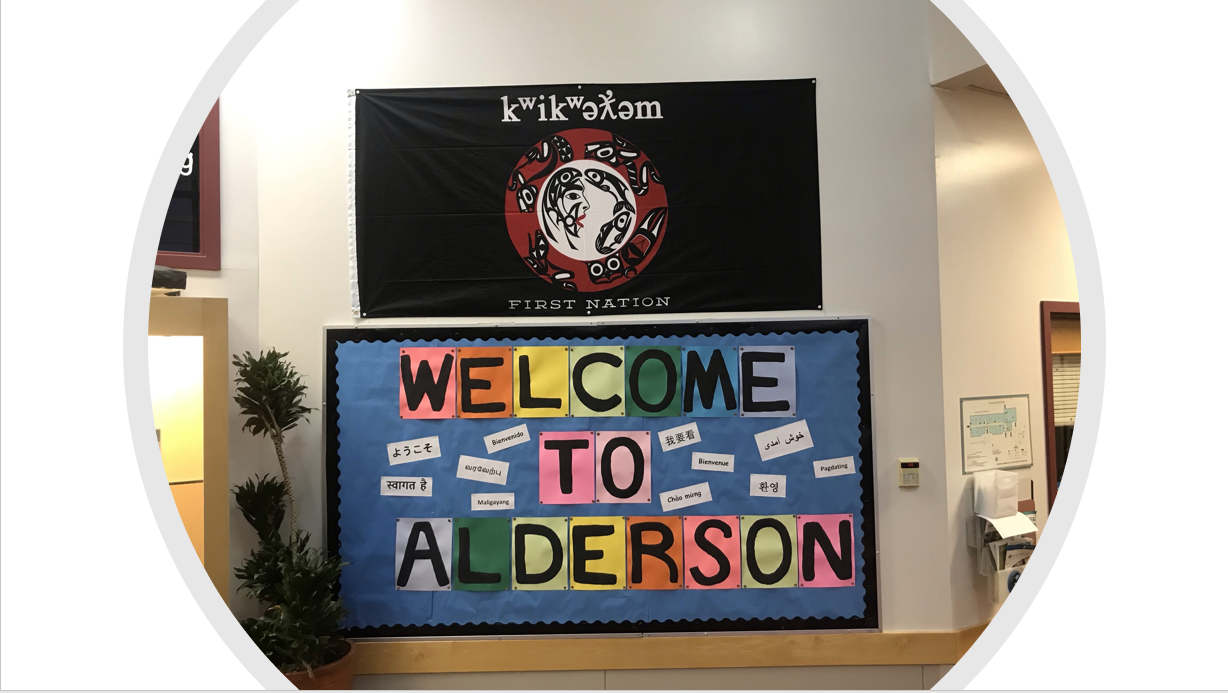 kʷikʷəƛ̓əm
FIRST NATION
WELCOME
ようこそ
Bienvenido
TO
我要看
خوش آمدی
வரவேற்பு
Bienvenue
Pagdating
स्वागत है
Maligayang
Chào mừng
환영
ALDERSON
g